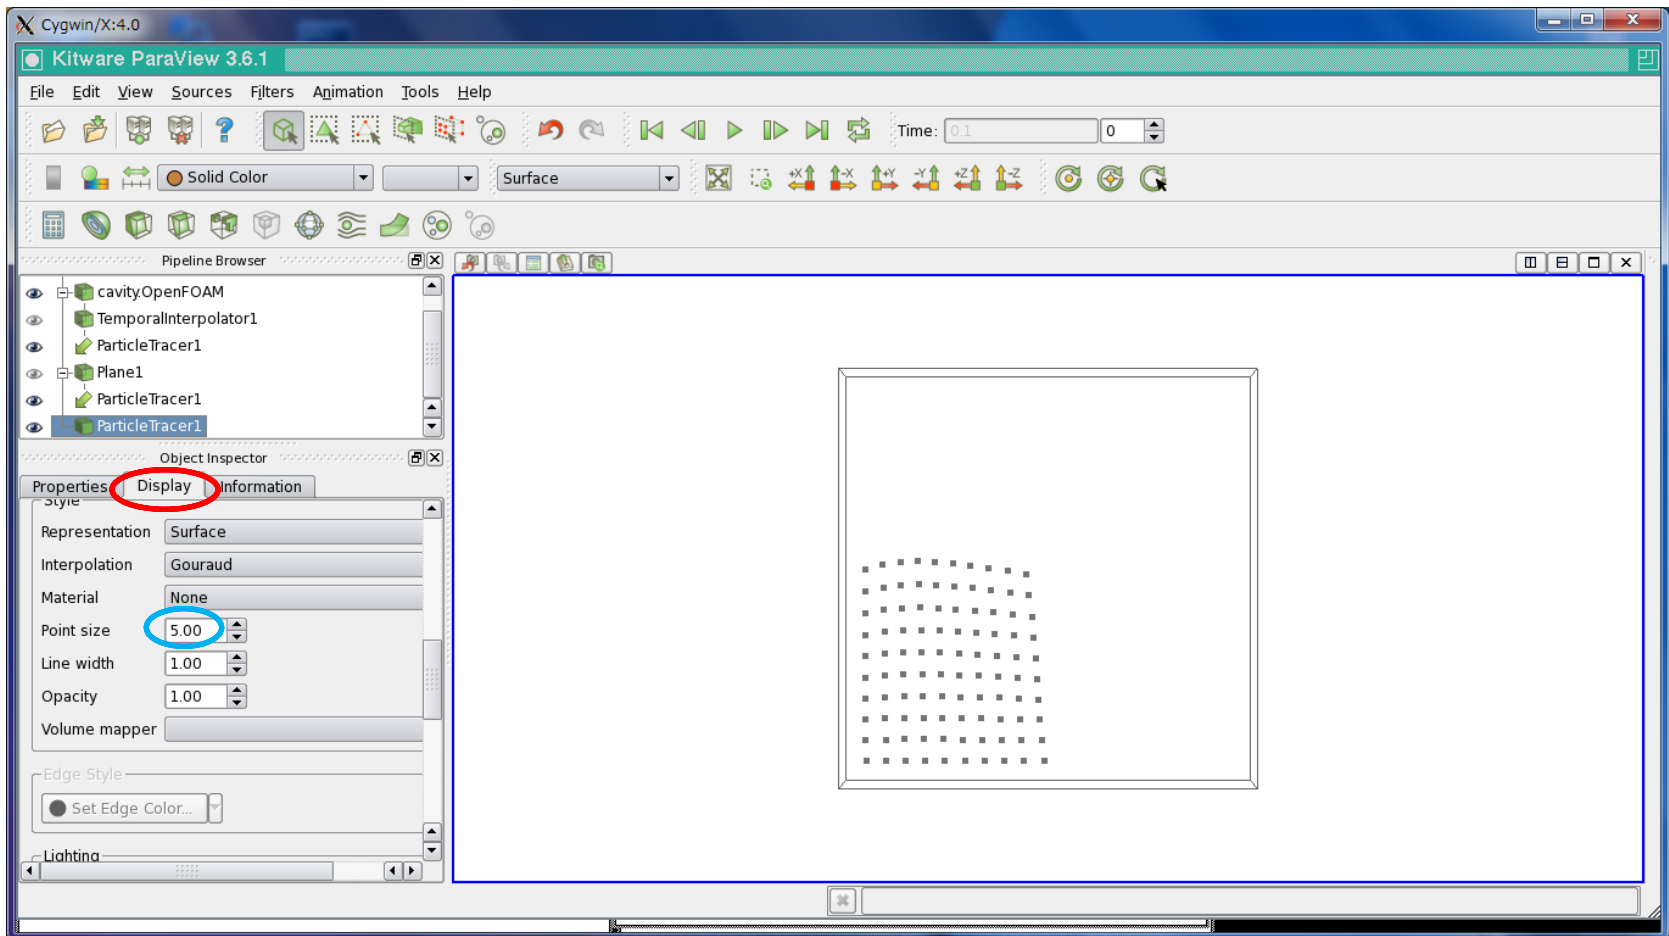 Cygwin/X:4.0
Kitware ParaView 3.6.1
File Edit View Sources Filters Animation Tools Help
Time: 0.1 0
Solid Color Surface
+X -X +Y -Y +Z -Z
Pipeline Browser
cavity.OpenFOAM
TemporalInterpolator1
ParticleTracer1
Plane1
ParticleTracer1
ParticleTracer1
Object Inspector
Properties Display Information
Style
Representation Surface
Interpolation Gouraud
Material None
Point size 5.00
Line width 1.00
Opacity 1.00
Volume mapper
Edge Style
Set Edge Color...
Lighting